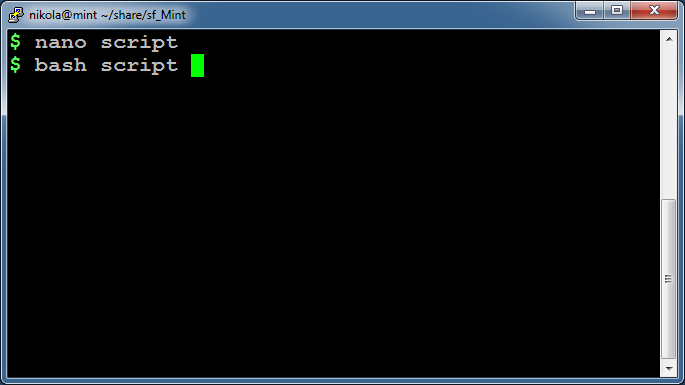 nikola@mint ~/share/sf_Mint
$ nano script
$ bash script